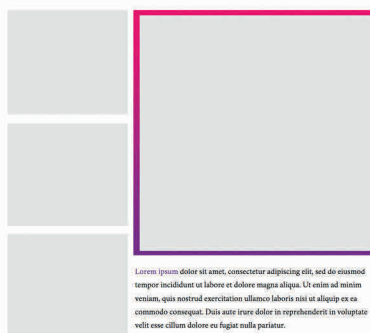 Lorem ipsum dolor sit amet, consectetur adipiscing elit, sed do eiusmod
tempor incididunt ut labore et dolore magna aliqua. Ut enim ad minim
veniam, quis nostrud exercitation ullamco laboris nisi ut aliquip ex ea
commodo consequat. Duis aute irure dolor in reprehenderit in voluptate
velit esse cillum dolore eu fugiat nulla pariatur.